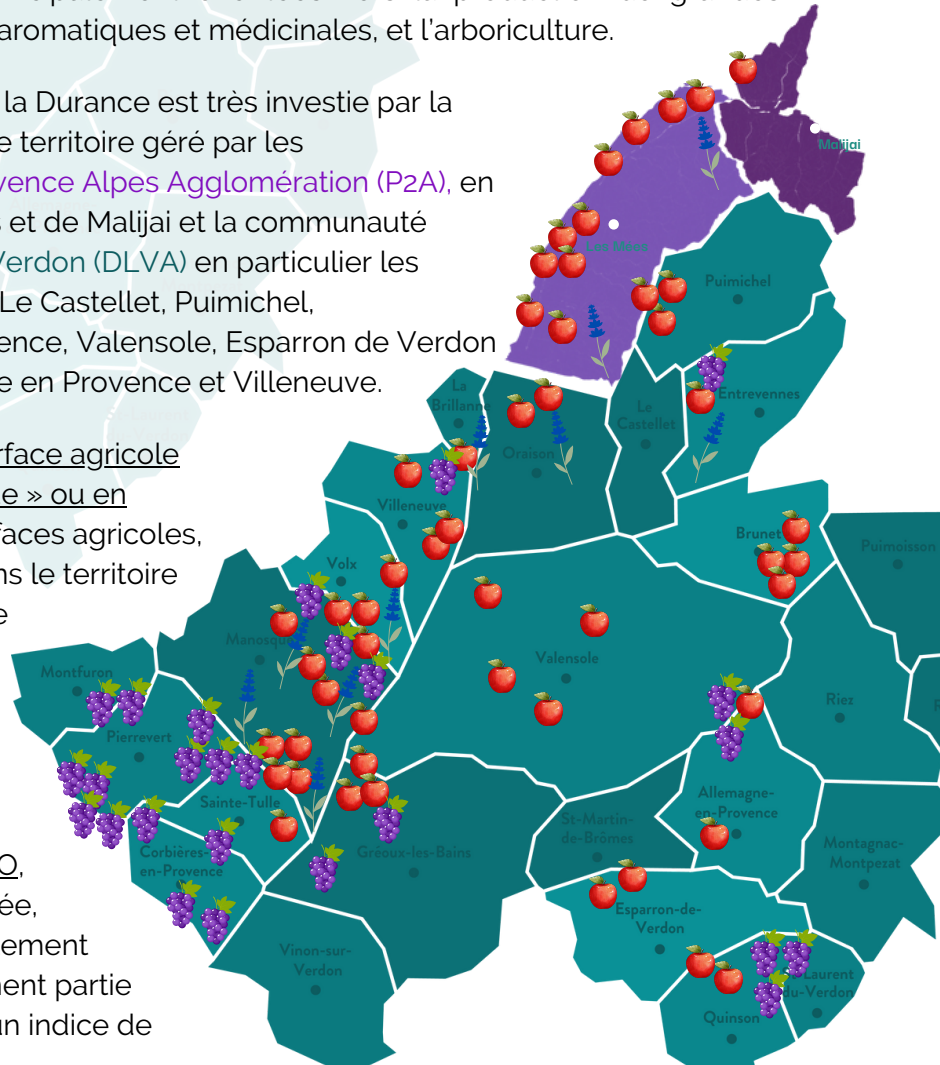 aromatiques et médicinales, et l’arboriculture.
la Durance est très investie par la
e territoire géré par les
vence Alpes Agglomération (P2A), en
s et de Malijai et la communauté
Verdon (DLVA) en particulier les
Le Castellet, Puimichel,
ence, Valensole, Esparron de Verdon
e en Provence et Villeneuve.
rface agricole
e » ou en
faces agricoles,
ns le territoire
e
O,
ée,
ement
nent partie
un indice de
Malijai
Les Mées
Puimichel
La
Brillanne
Entrevennes
Le
Castellet
Oraison
Villeneuve
Brunet
Puimoisson
Volx
Manosque
Valensole
Montfuron
Riez
Pierrevert
Sainte-Tulle
Allemagne-
en-Provence
St-Martin-
de-Brômes
Montagnac-
Montpezat
Corbières-
en-Provence
Gréoux-les-Bains
Esparron-de-
Verdon
Vinon-sur-
Verdon
Laurent
du-Verdon
Quinson